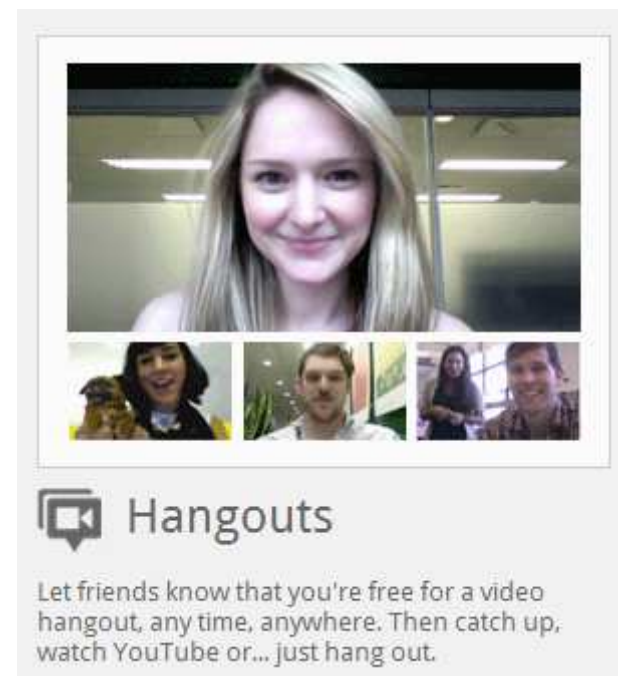 Hangouts
Let friends know that you're free for a video
hangout, any time, anywhere. Then catch up,
watch YouTube or... just hang out.